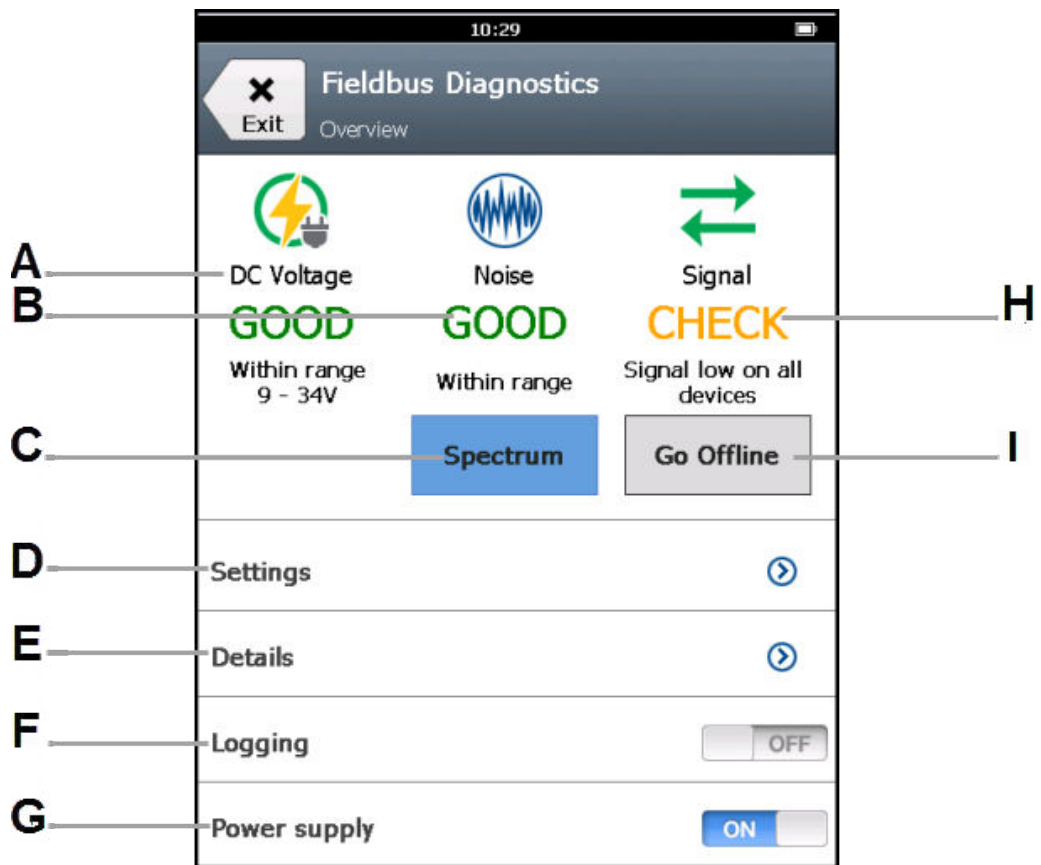 10:29
Exit
Fieldbus Diagnostics
Overview
A
DC Voltage
Noise
Signal
B
GOOD
GOOD
CHECK
H
Within range
9 - 34V
Within range
Signal low on all
devices
C
Spectrum
Go Offline
I
D
Settings
E
Details
F
Logging
OFF
G
Power supply
ON